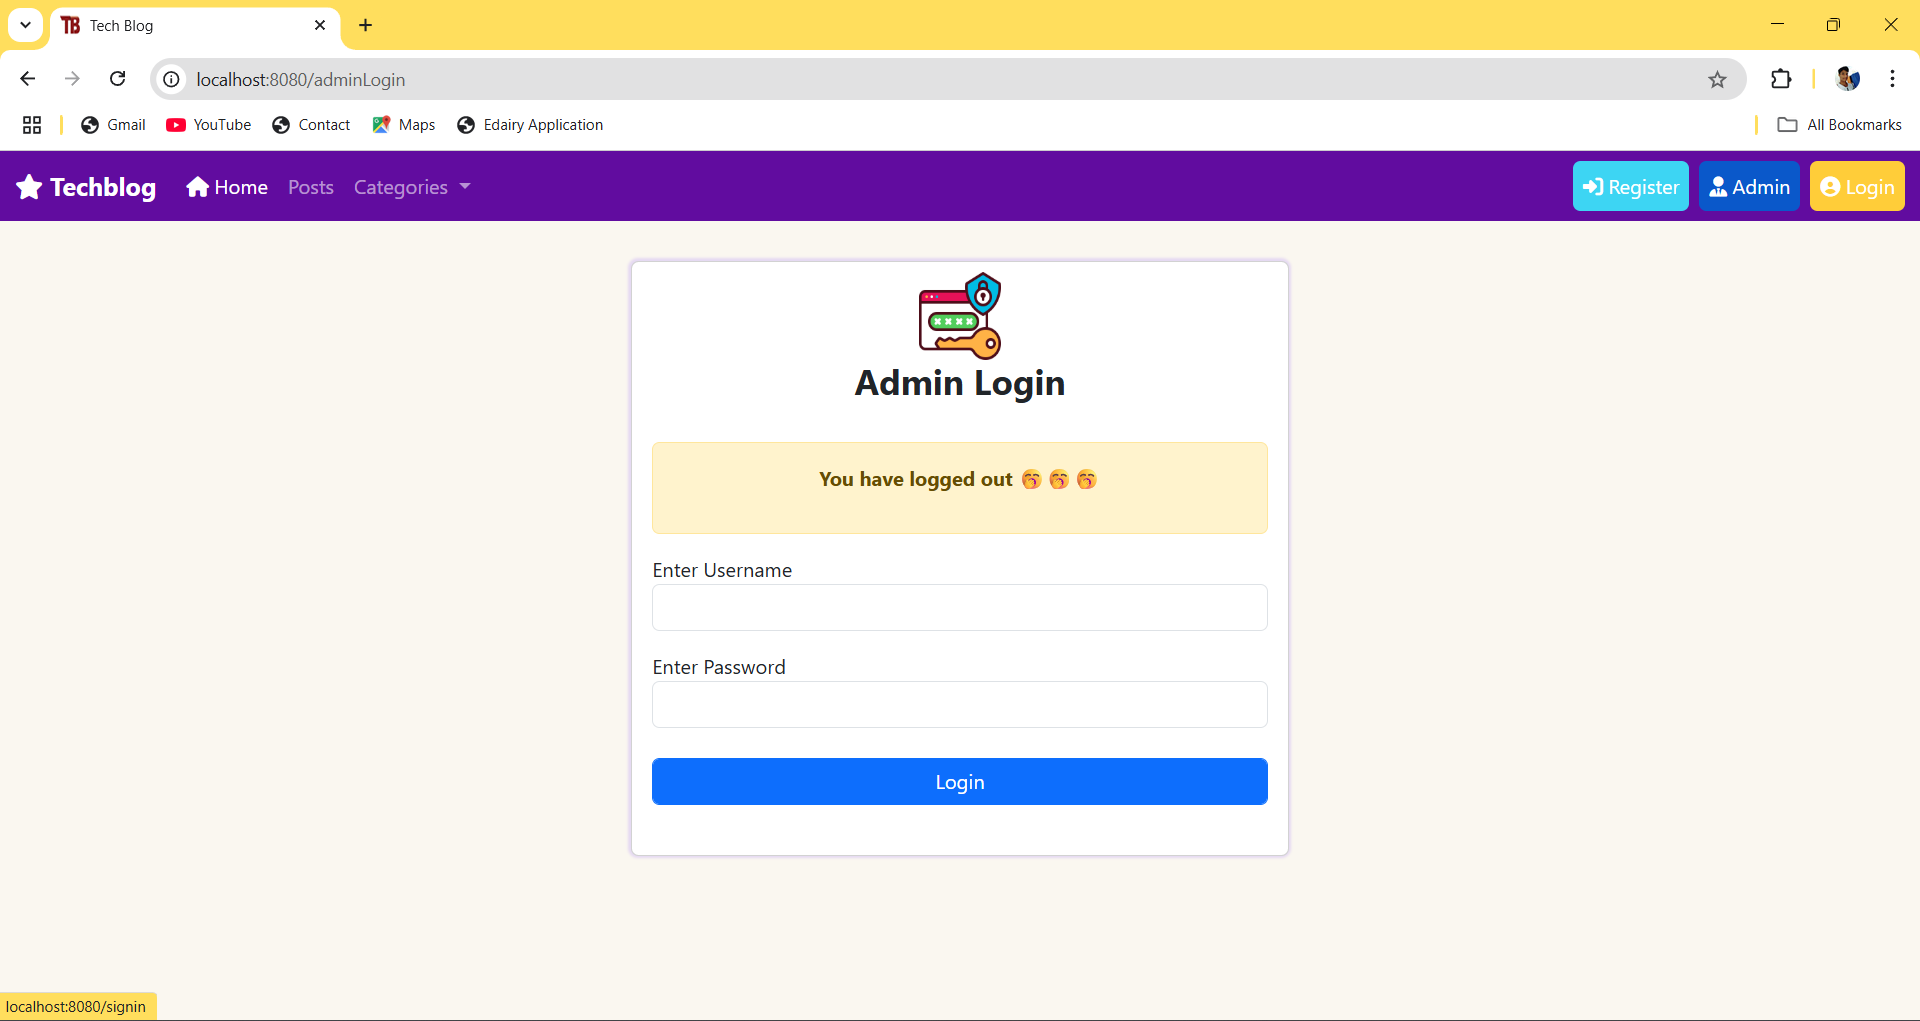 TB Tech Blog
localhost:8080/adminLogin
Gmail YouTube Contact Maps Edairy Application All Bookmarks
Techblog Home Posts Categories Register Admin Login
Admin Login
You have logged out 🥱 🥱 🥱
Enter Username
Enter Password
Login
localhost:8080/signin